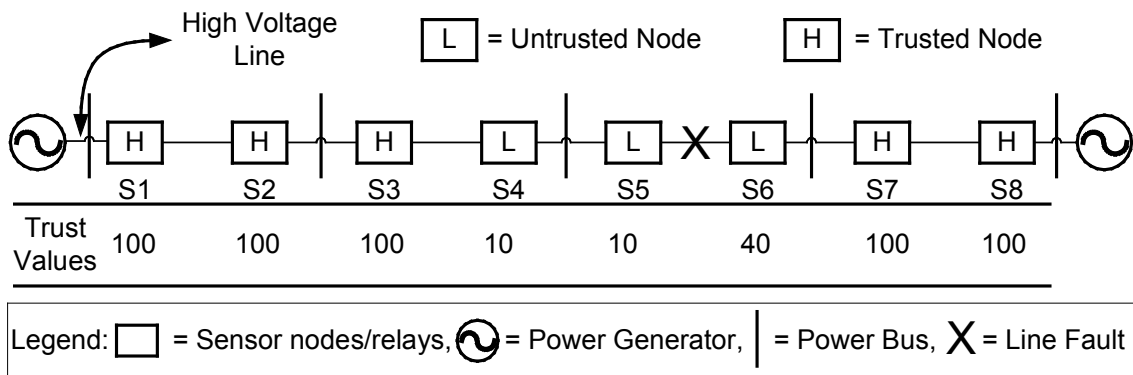 High Voltage
Line
L = Untrusted Node
H = Trusted Node
H H H L L X L H H
S1 S2 S3 S4 S5 S6 S7 S8
Trust
Values 100 100 100 10 10 40 100 100
Legend: = Sensor nodes/relays, = Power Generator, = Power Bus, X = Line Fault